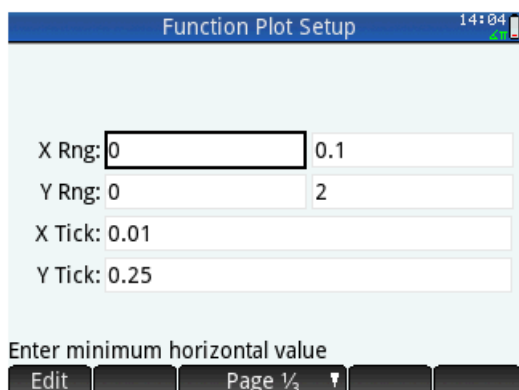 Function Plot Setup 14:04
∡π
X Rng: 0 0.1
Y Rng: 0 2
X Tick: 0.01
Y Tick: 0.25
Enter minimum horizontal value
Edit Page ⅓